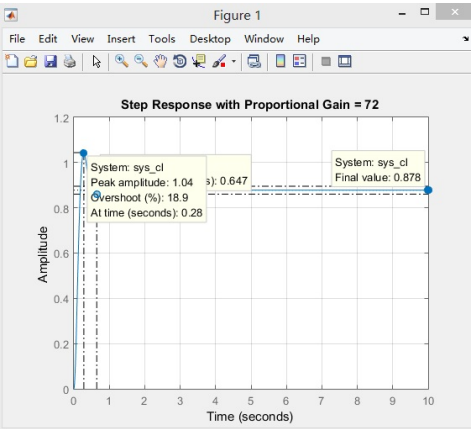 Figure 1
File Edit View Insert Tools Desktop Window Help
Step Response with Proportional Gain = 72
1.2
1
0.8
0.6
0.4
0.2
0
Amplitude
System: sys_cl
Peak amplitude: 1.04
Overshoot (%): 18.9
At time (seconds): 0.28
s): 0.647
System: sys_cl
Final value: 0.878
0 1 2 3 4 5 6 7 8 9 10
Time (seconds)